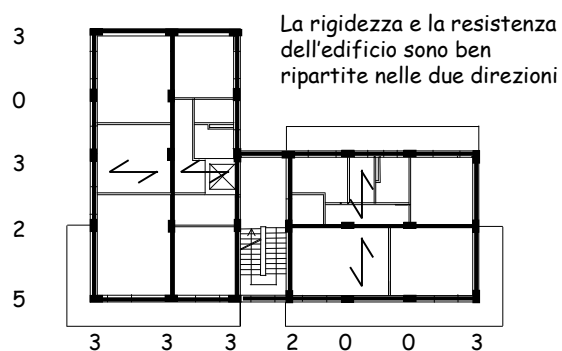 La rigidezza e la resistenza
dell'edificio sono ben
ripartite nelle due direzioni
3
0
3
2
5
3 3 3 2 0 0 3